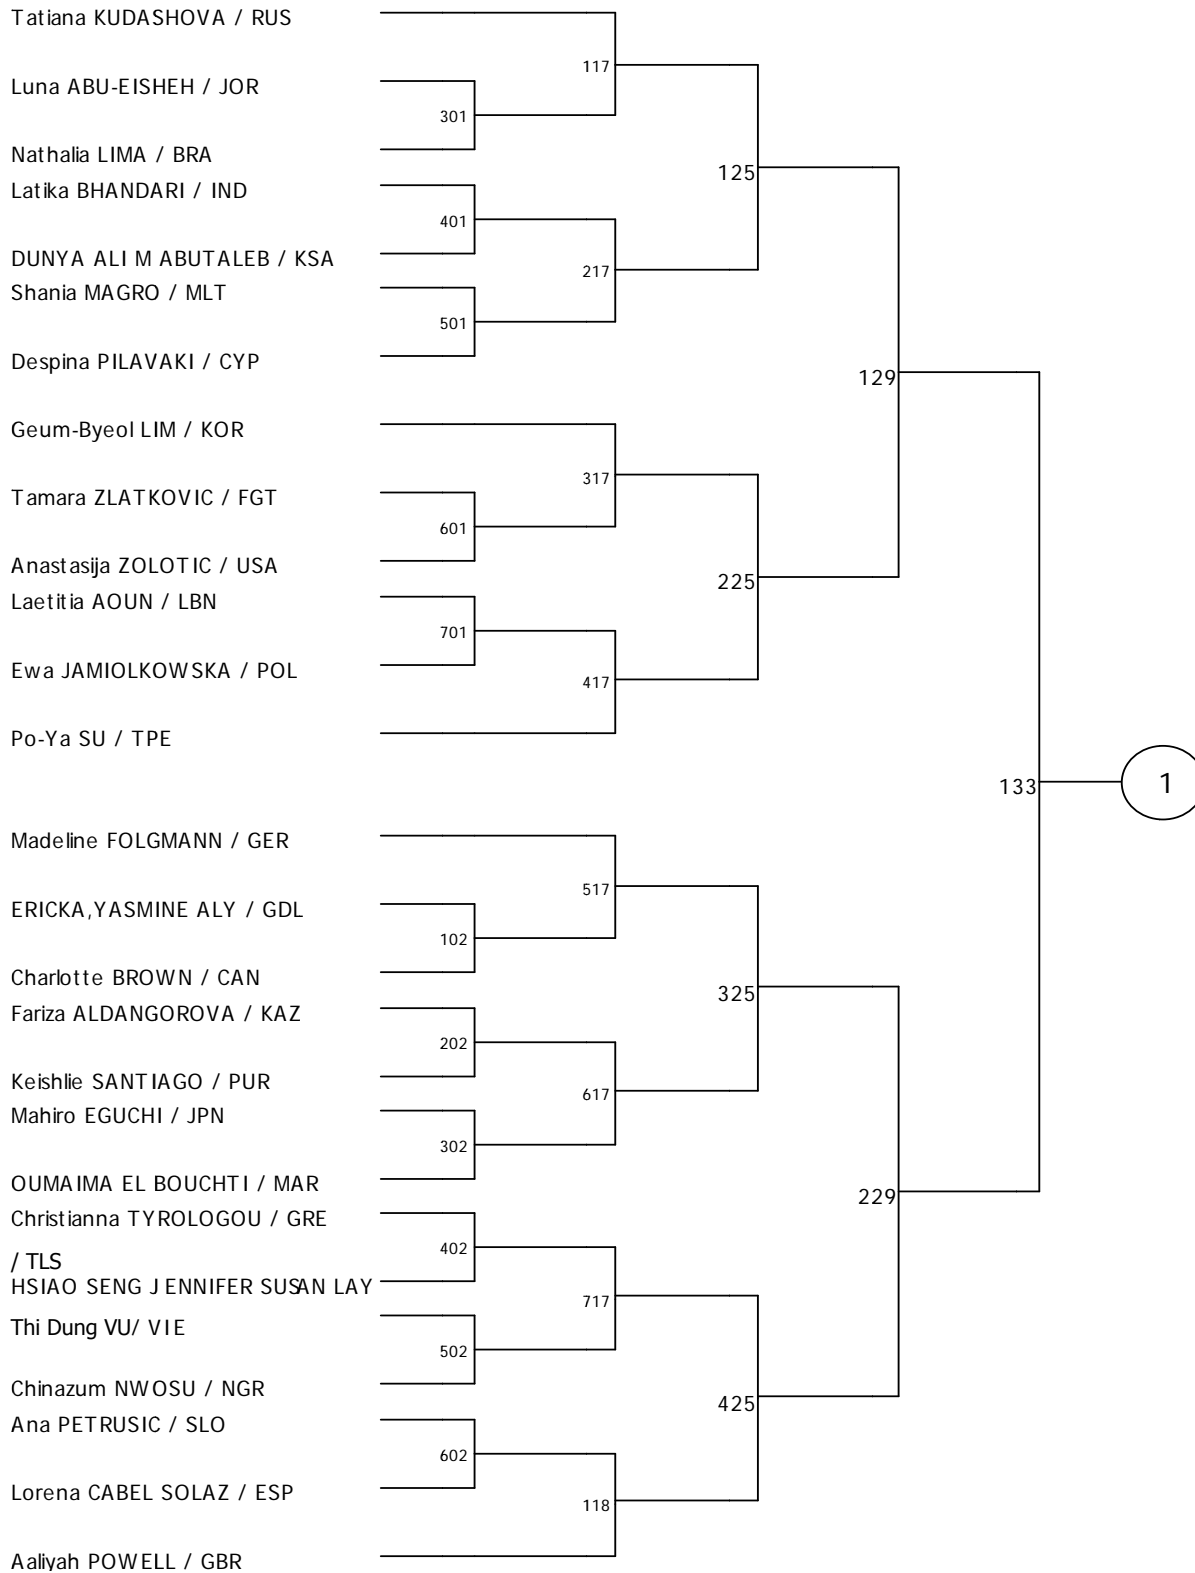 Tatiana KUDASHOVA / RUS
117
Luna ABU-EISHEH / JOR
301
Nathalia LIMA / BRA
125
Latika BHANDARI / IND
401
DUNYA ALI M ABUTALEB / KSA
217
Shania MAGRO / MLT
501
Despina PILAVAKI / CYP
129
Geum-Byeol LIM / KOR
317
Tamara ZLATKOVIC / FGT
601
Anastasija ZOLOTIC / USA
225
Laetitia AOUN / LBN
701
Ewa JAMIOLKOWSKA / POL
417
Po-Ya SU / TPE
133
1
Madeline FOLGMANN / GER
517
ERICKA,YASMINE ALY / GDL
102
Charlotte BROWN / CAN
325
Fariza ALDANGOROVA / KAZ
202
Keishlie SANTIAGO / PUR
617
Mahiro EGUCHI / JPN
302
OUMAIMA EL BOUCHTI / MAR
229
Christianna TYROLOGOU / GRE
402
/ TLS
HSIAO SENG JENNIFER SUSAN LAY
717
Thi Dung VU/ VIE
502
Chinazum NWOSU / NGR
425
Ana PETRUSIC / SLO
602
Lorena CABEL SOLAZ / ESP
118
Aaliyah POWELL / GBR